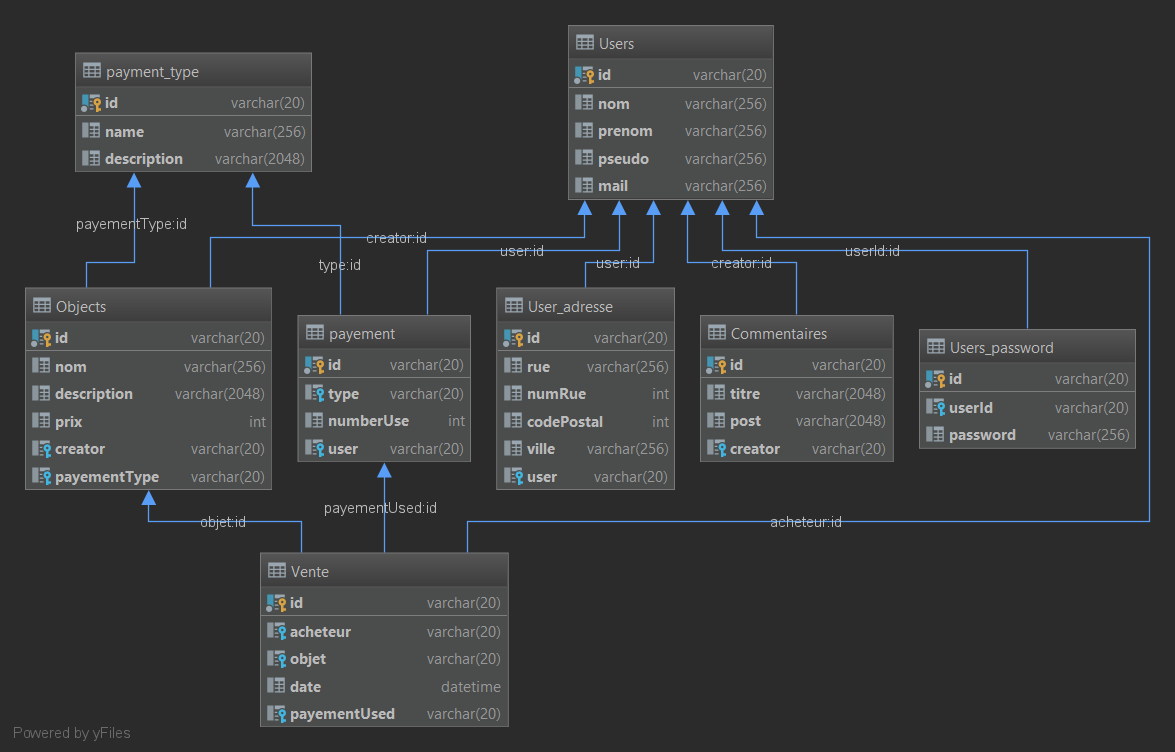 payment_type
id varchar(20)
name varchar(256)
description varchar(2048)
Users
id varchar(20)
nom varchar(256)
prenom varchar(256)
pseudo varchar(256)
mail varchar(256)
payementType:id
creator:id
type:id
user:id
user:id
creator:id
userId:id
Objects
id varchar(20)
nom varchar(256)
description varchar(2048)
prix int
creator varchar(20)
payementType varchar(20)
payement
id varchar(20)
type varchar(20)
numberUse int
user varchar(20)
User_adresse
id varchar(20)
rue varchar(256)
numRue int
codePostal int
ville varchar(256)
user varchar(20)
Commentaires
id varchar(20)
titre varchar(2048)
post varchar(2048)
creator varchar(20)
Users_password
id varchar(20)
userId varchar(20)
password varchar(256)
objet:id
payementUsed:id
acheteur:id
Vente
id varchar(20)
acheteur varchar(20)
objet varchar(20)
date datetime
payementUsed varchar(20)
Powered by yFiles